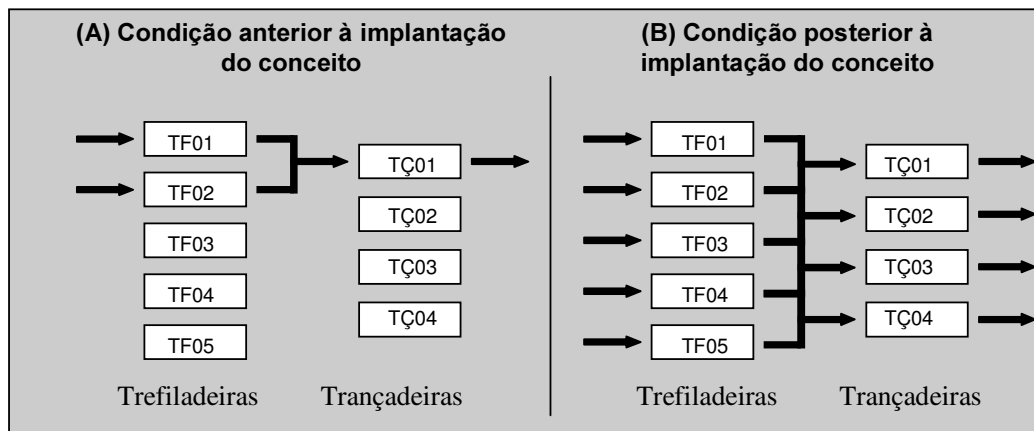 (A) Condição anterior à implantação
do conceito
TF01
TF02
TF03
TF04
TF05
TÇ01
TÇ02
TÇ03
TÇ04
Trefiladeiras
Trançadeiras
(B) Condição posterior à
implantação do conceito
TF01
TF02
TF03
TF04
TF05
TÇ01
TÇ02
TÇ03
TÇ04
Trefiladeiras
Trançadeiras